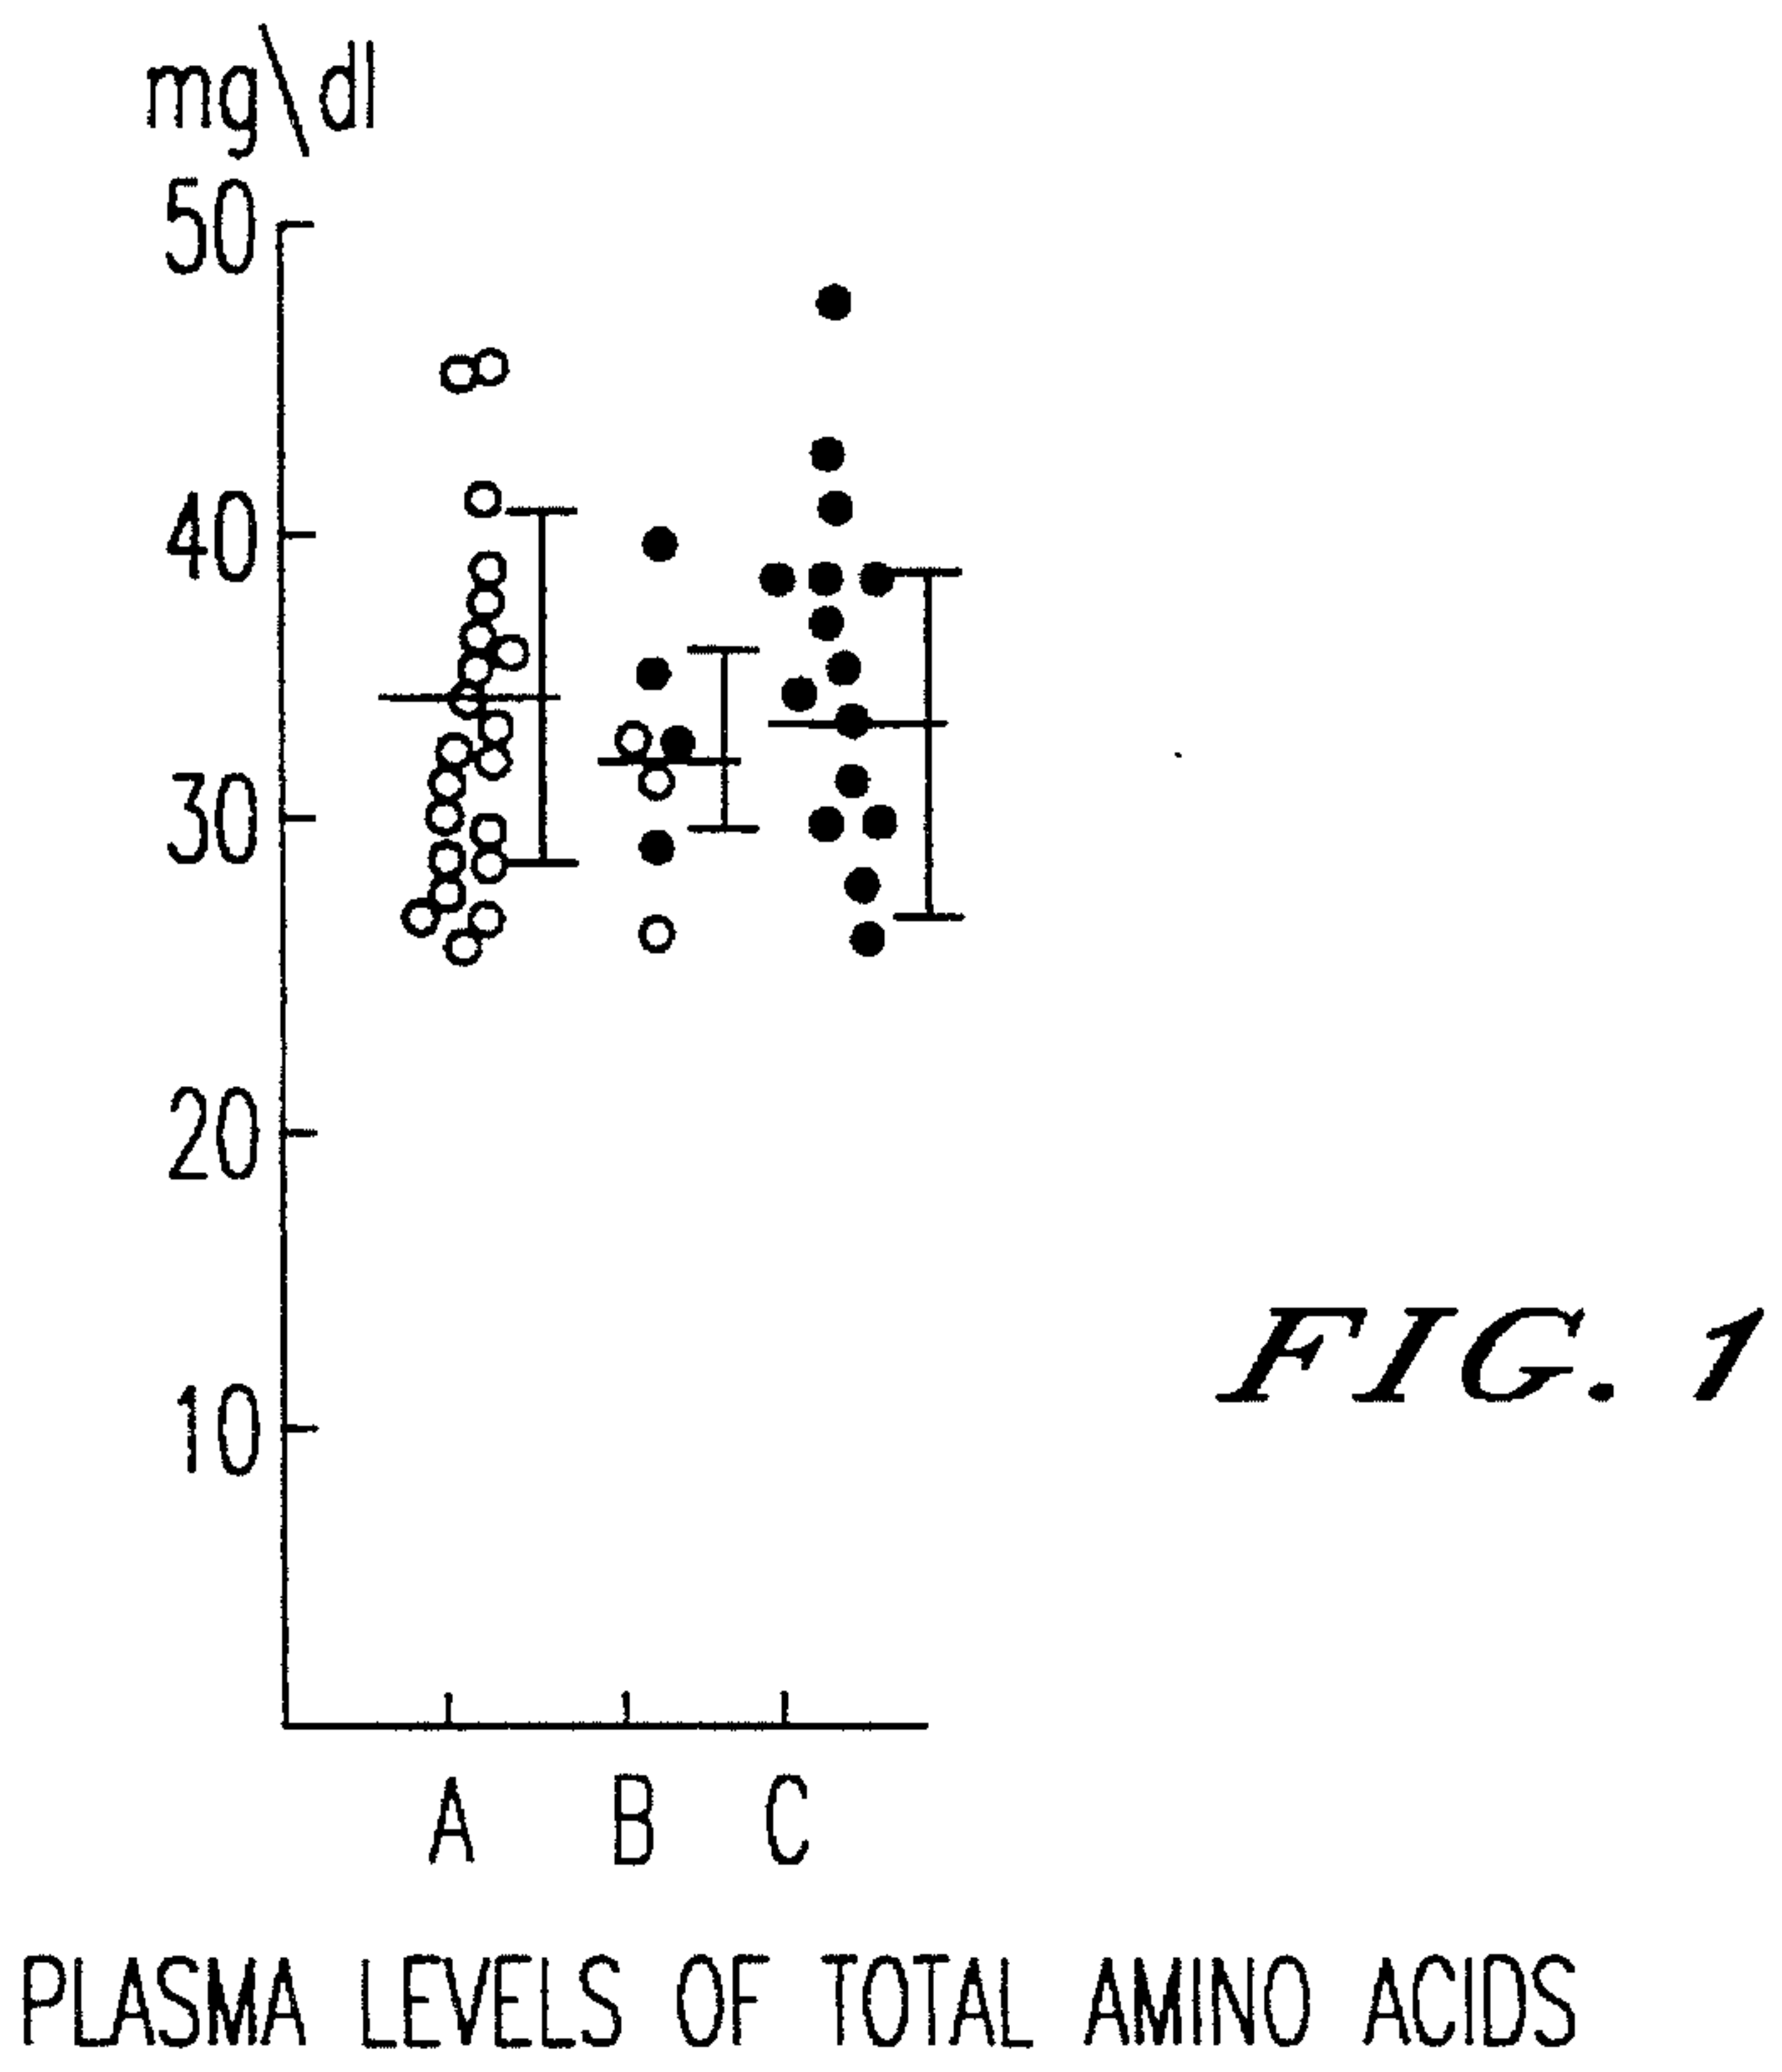 mg\dl
50
40
30
20
10
FIG. 1
A B C
PLASMA LEVELS OF TOTAL AMINO ACIDS